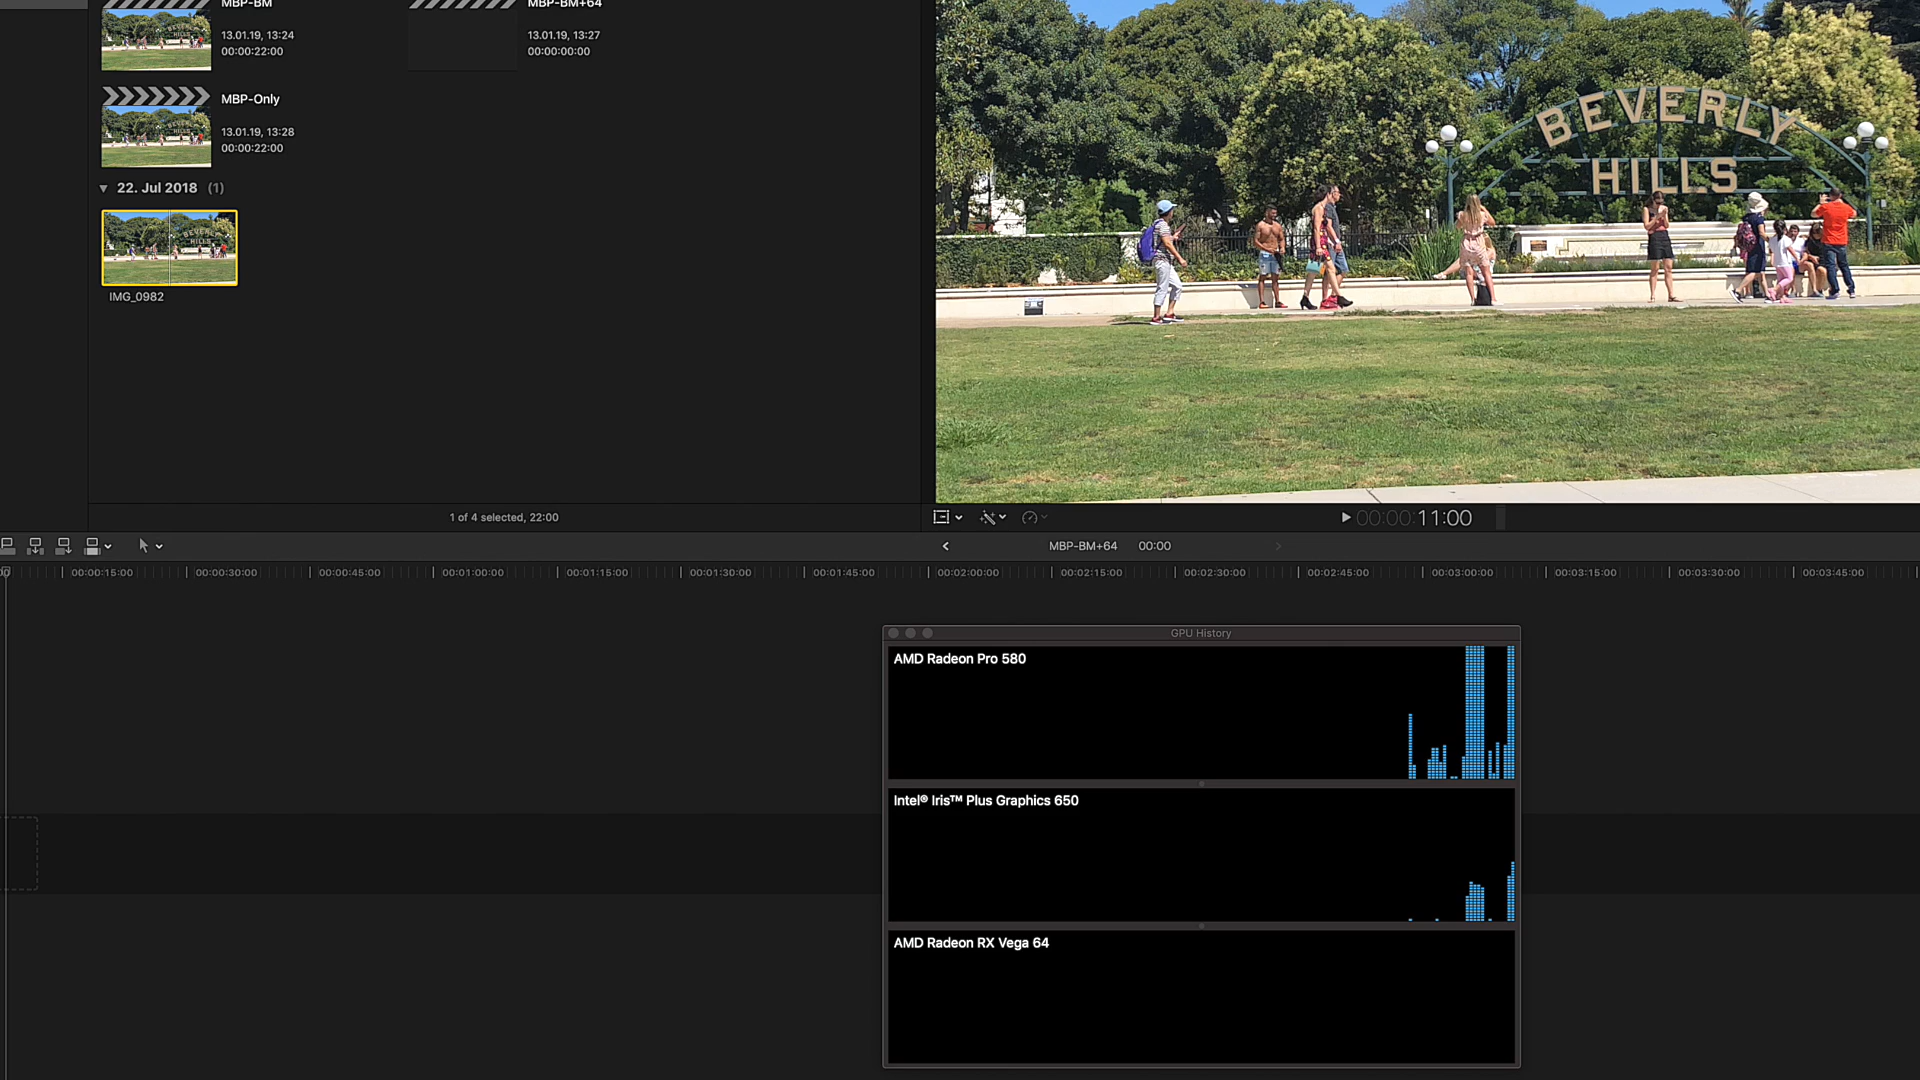 MBP-BM
13.01.19, 13:24
00:00:22:00
MBP-BM+64
13.01.19, 13:27
00:00:00:00
MBP-Only
13.01.19, 13:28
00:00:22:00
22. Jul 2018 (1)
IMG_0982
BEVERLY
HILLS
1 of 4 selected, 22:00
00:00:11:00
MBP-BM+64 00:00
00:00:15:00 00:00:30:00 00:00:45:00 00:01:00:00 00:01:15:00 00:01:30:00 00:01:45:00 00:02:00:00 00:02:15:00 00:02:30:00 00:02:45:00 00:03:00:00 00:03:15:00 00:03:30:00 00:03:45:00
GPU History
AMD Radeon Pro 580
Intel® Iris™ Plus Graphics 650
AMD Radeon RX Vega 64